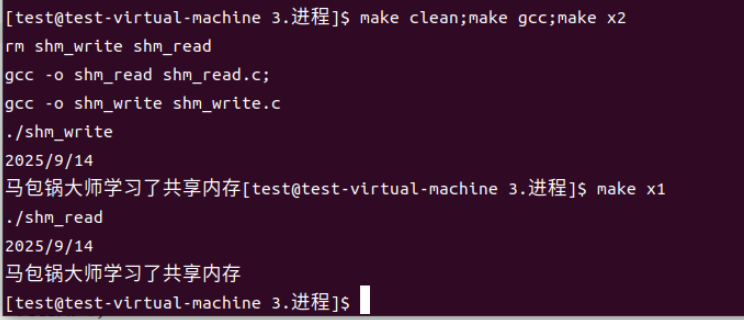 [test@test-virtual-machine 3.进程]$ make clean;make gcc;make x2
rm shm_write shm_read
gcc -o shm_read shm_read.c;
gcc -o shm_write shm_write.c
./shm_write
2025/9/14
马包锅大师学习了共享内存[test@test-virtual-machine 3.进程]$ make x1
./shm_read
2025/9/14
马包锅大师学习了共享内存
[test@test-virtual-machine 3.进程]$